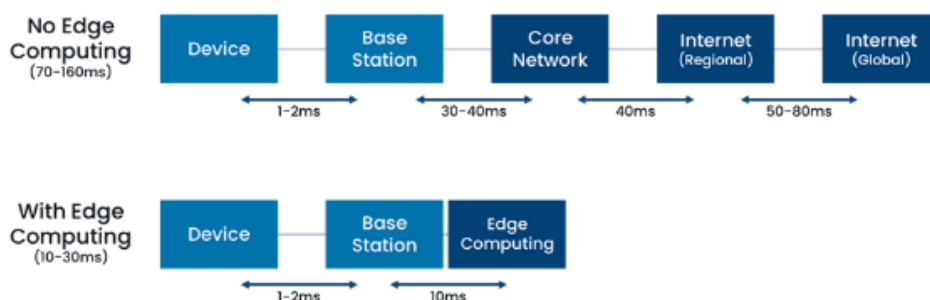 No Edge
Computing
(70-160ms)
Device
Base
Station
Core
Network
Internet
(Regional)
Internet
(Global)
1-2ms
30-40ms
40ms
50-80ms
With Edge
Computing
(10-30ms)
Device
Base
Station
Edge
Computing
1-2ms
10ms